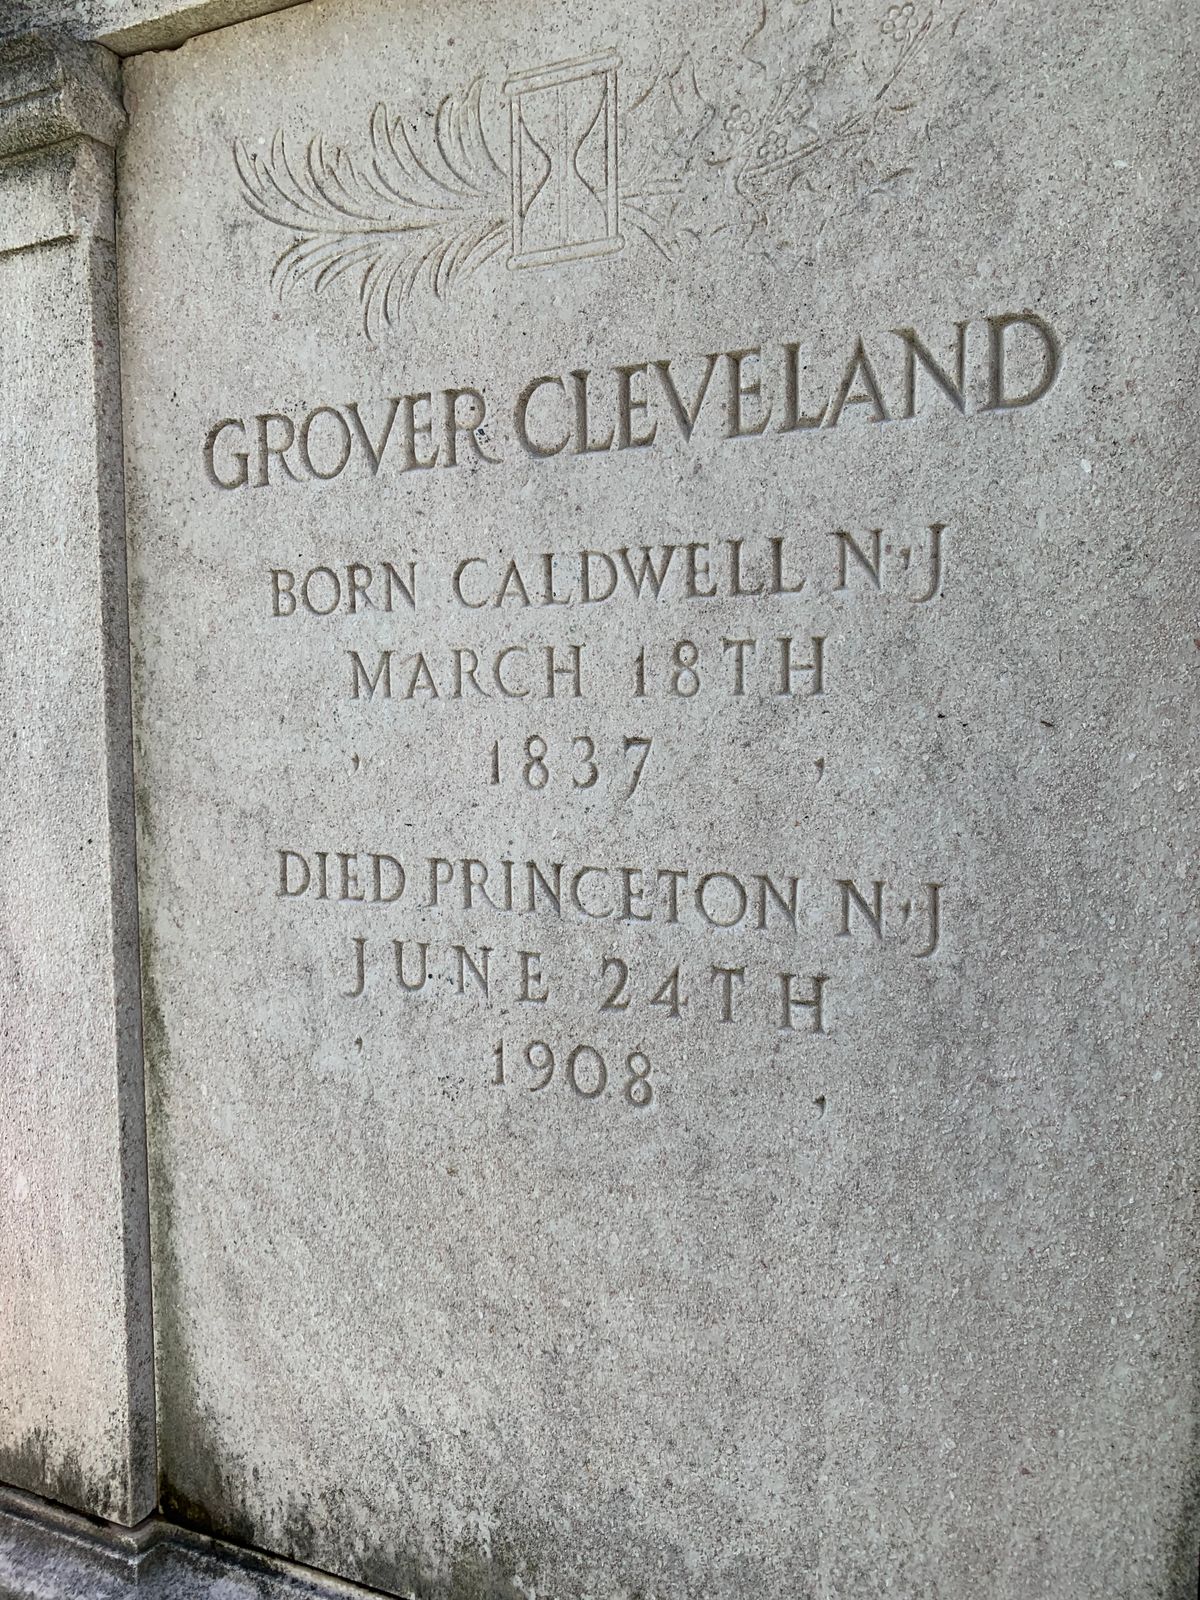 GROVER CLEVELAND
BORN CALDWELL N·J
MARCH 18TH
, 1837 ,
DIED PRINCETON N·J
JUNE 24TH
, 1908 ,